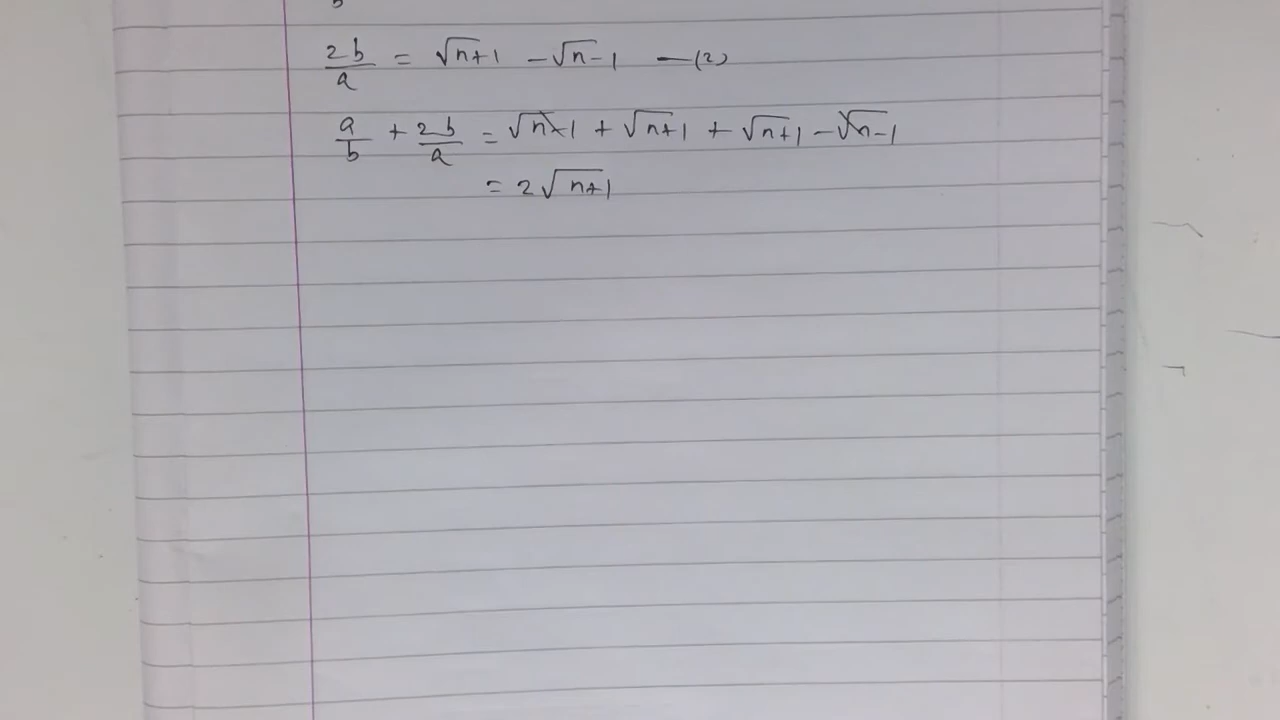 b
2b/a = √n+1 - √n-1 —(2)
a/b + 2b/a = √n-1 + √n+1 + √n+1 - √n-1
= 2√n+1